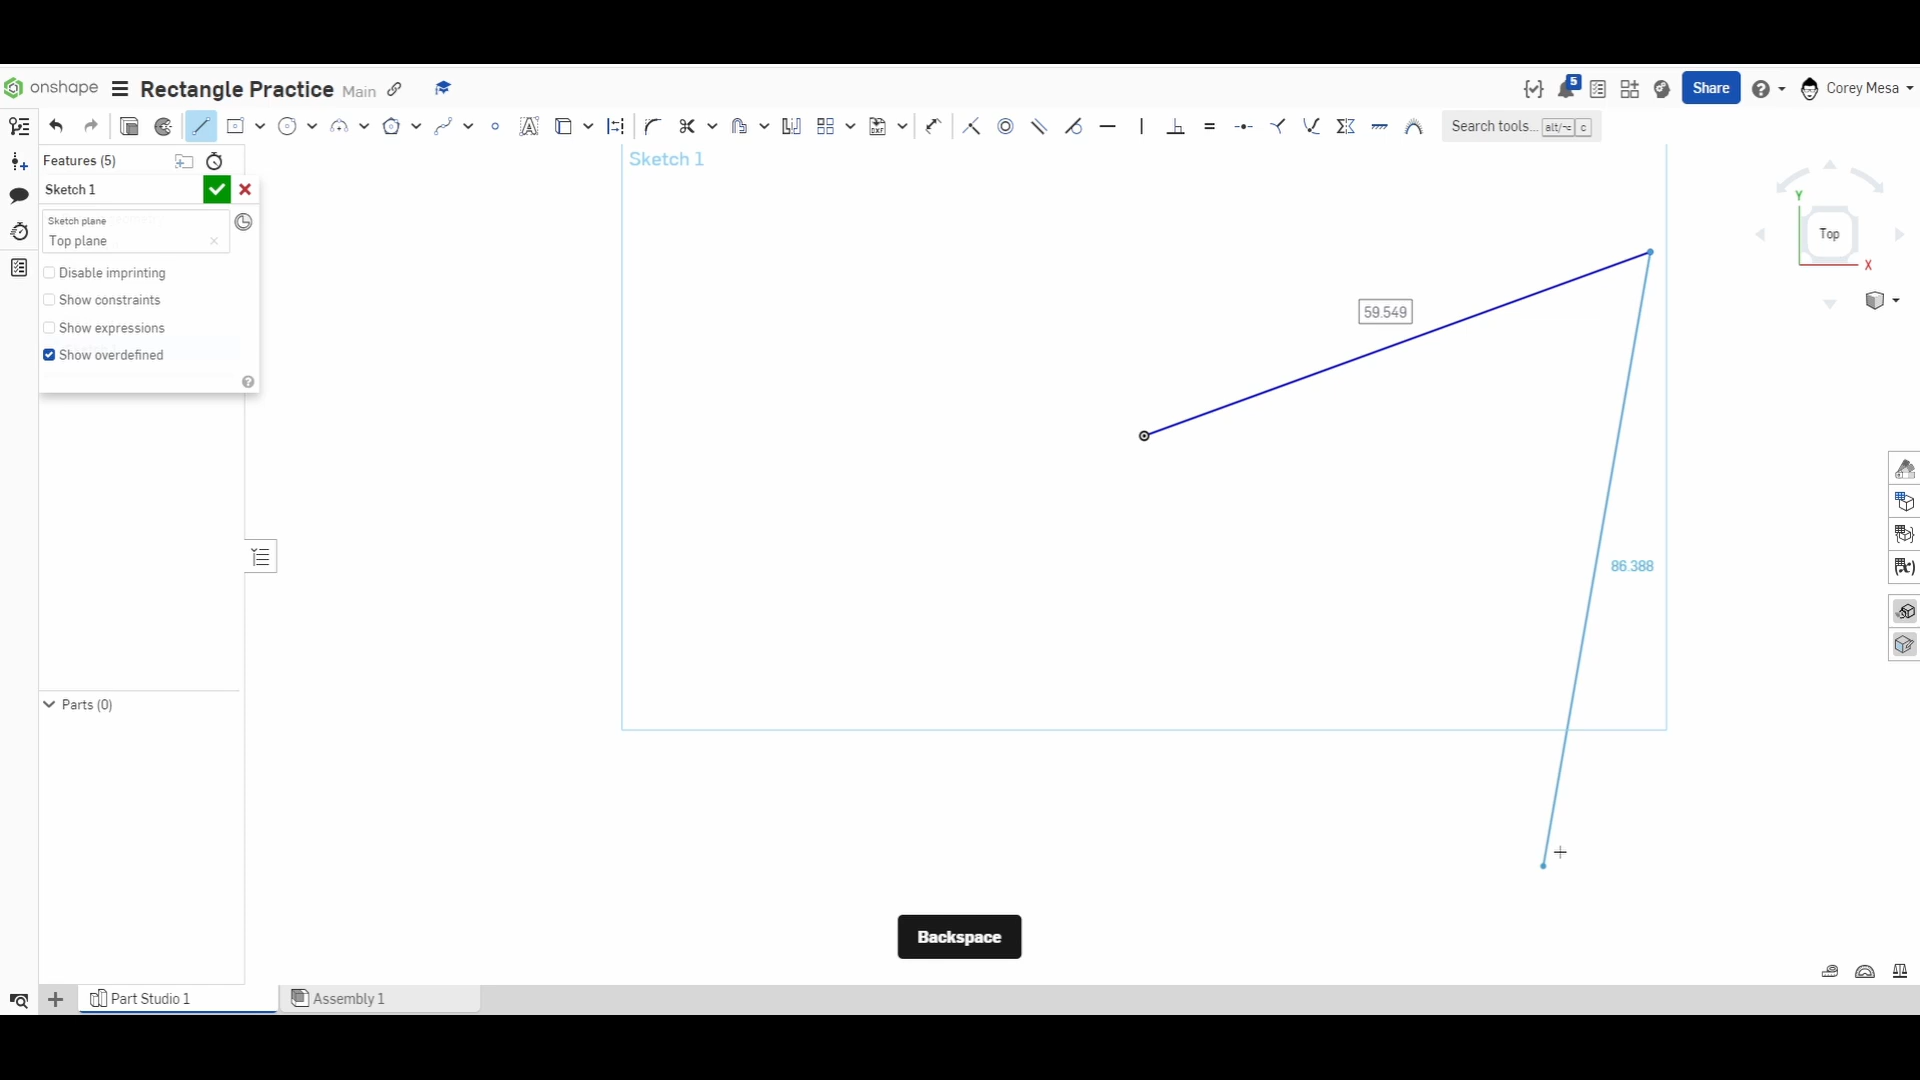 onshape Rectangle Practice Main 5 Share Corey Mesa
Search tools... alt/⌥ c
Features (5)
Sketch 1
Sketch 1
Sketch plane
Top plane
Disable imprinting
Show constraints
Show expressions
Show overdefined
Y
Top
X
59.549
86.388
(x)
Parts (0)
Backspace
Part Studio 1
Assembly 1